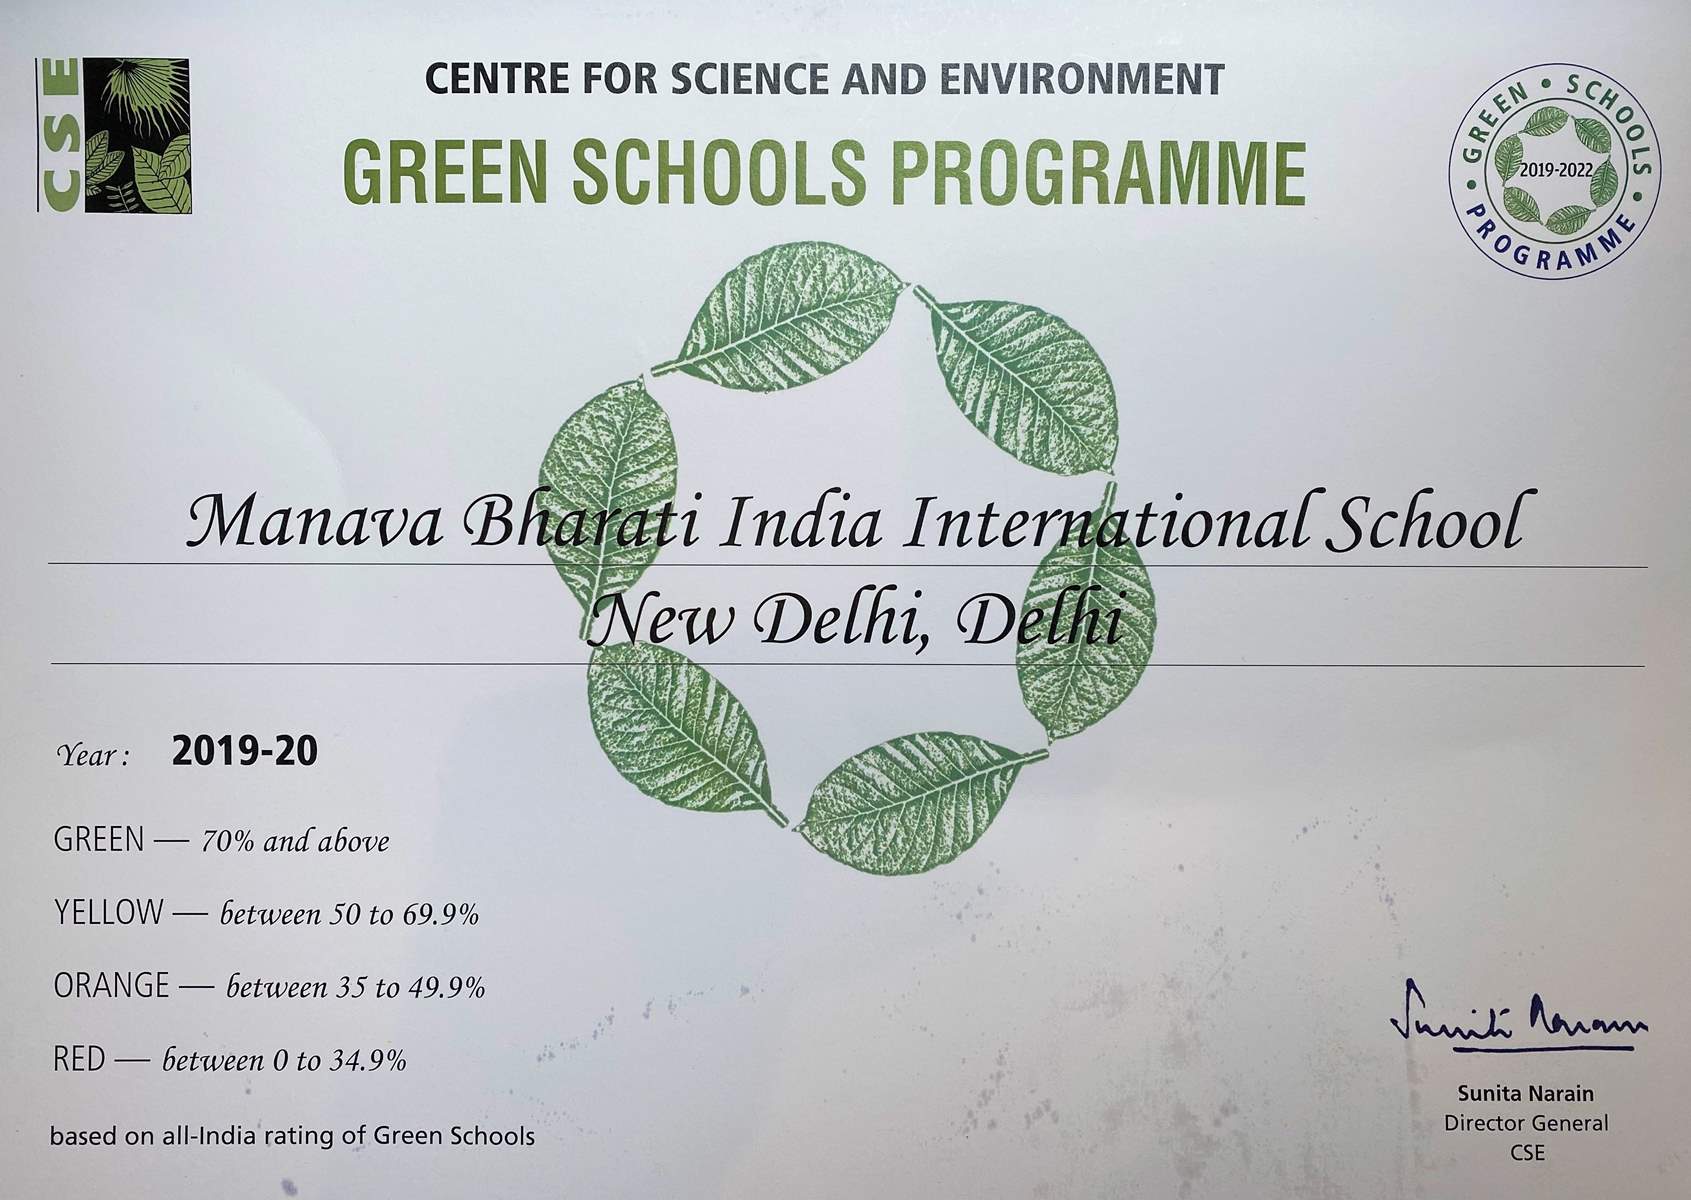 CSE
CENTRE FOR SCIENCE AND ENVIRONMENT
GREEN SCHOOLS PROGRAMME
GREEN • SCHOOLS • PROGRAMME •
2019-2022
Manava Bharati India International School
New Delhi, Delhi
Year : 2019-20
GREEN — 70% and above
YELLOW — between 50 to 69.9%
ORANGE — between 35 to 49.9%
RED — between 0 to 34.9%
based on all-India rating of Green Schools
Sunita Narain
Sunita Narain
Director General
CSE